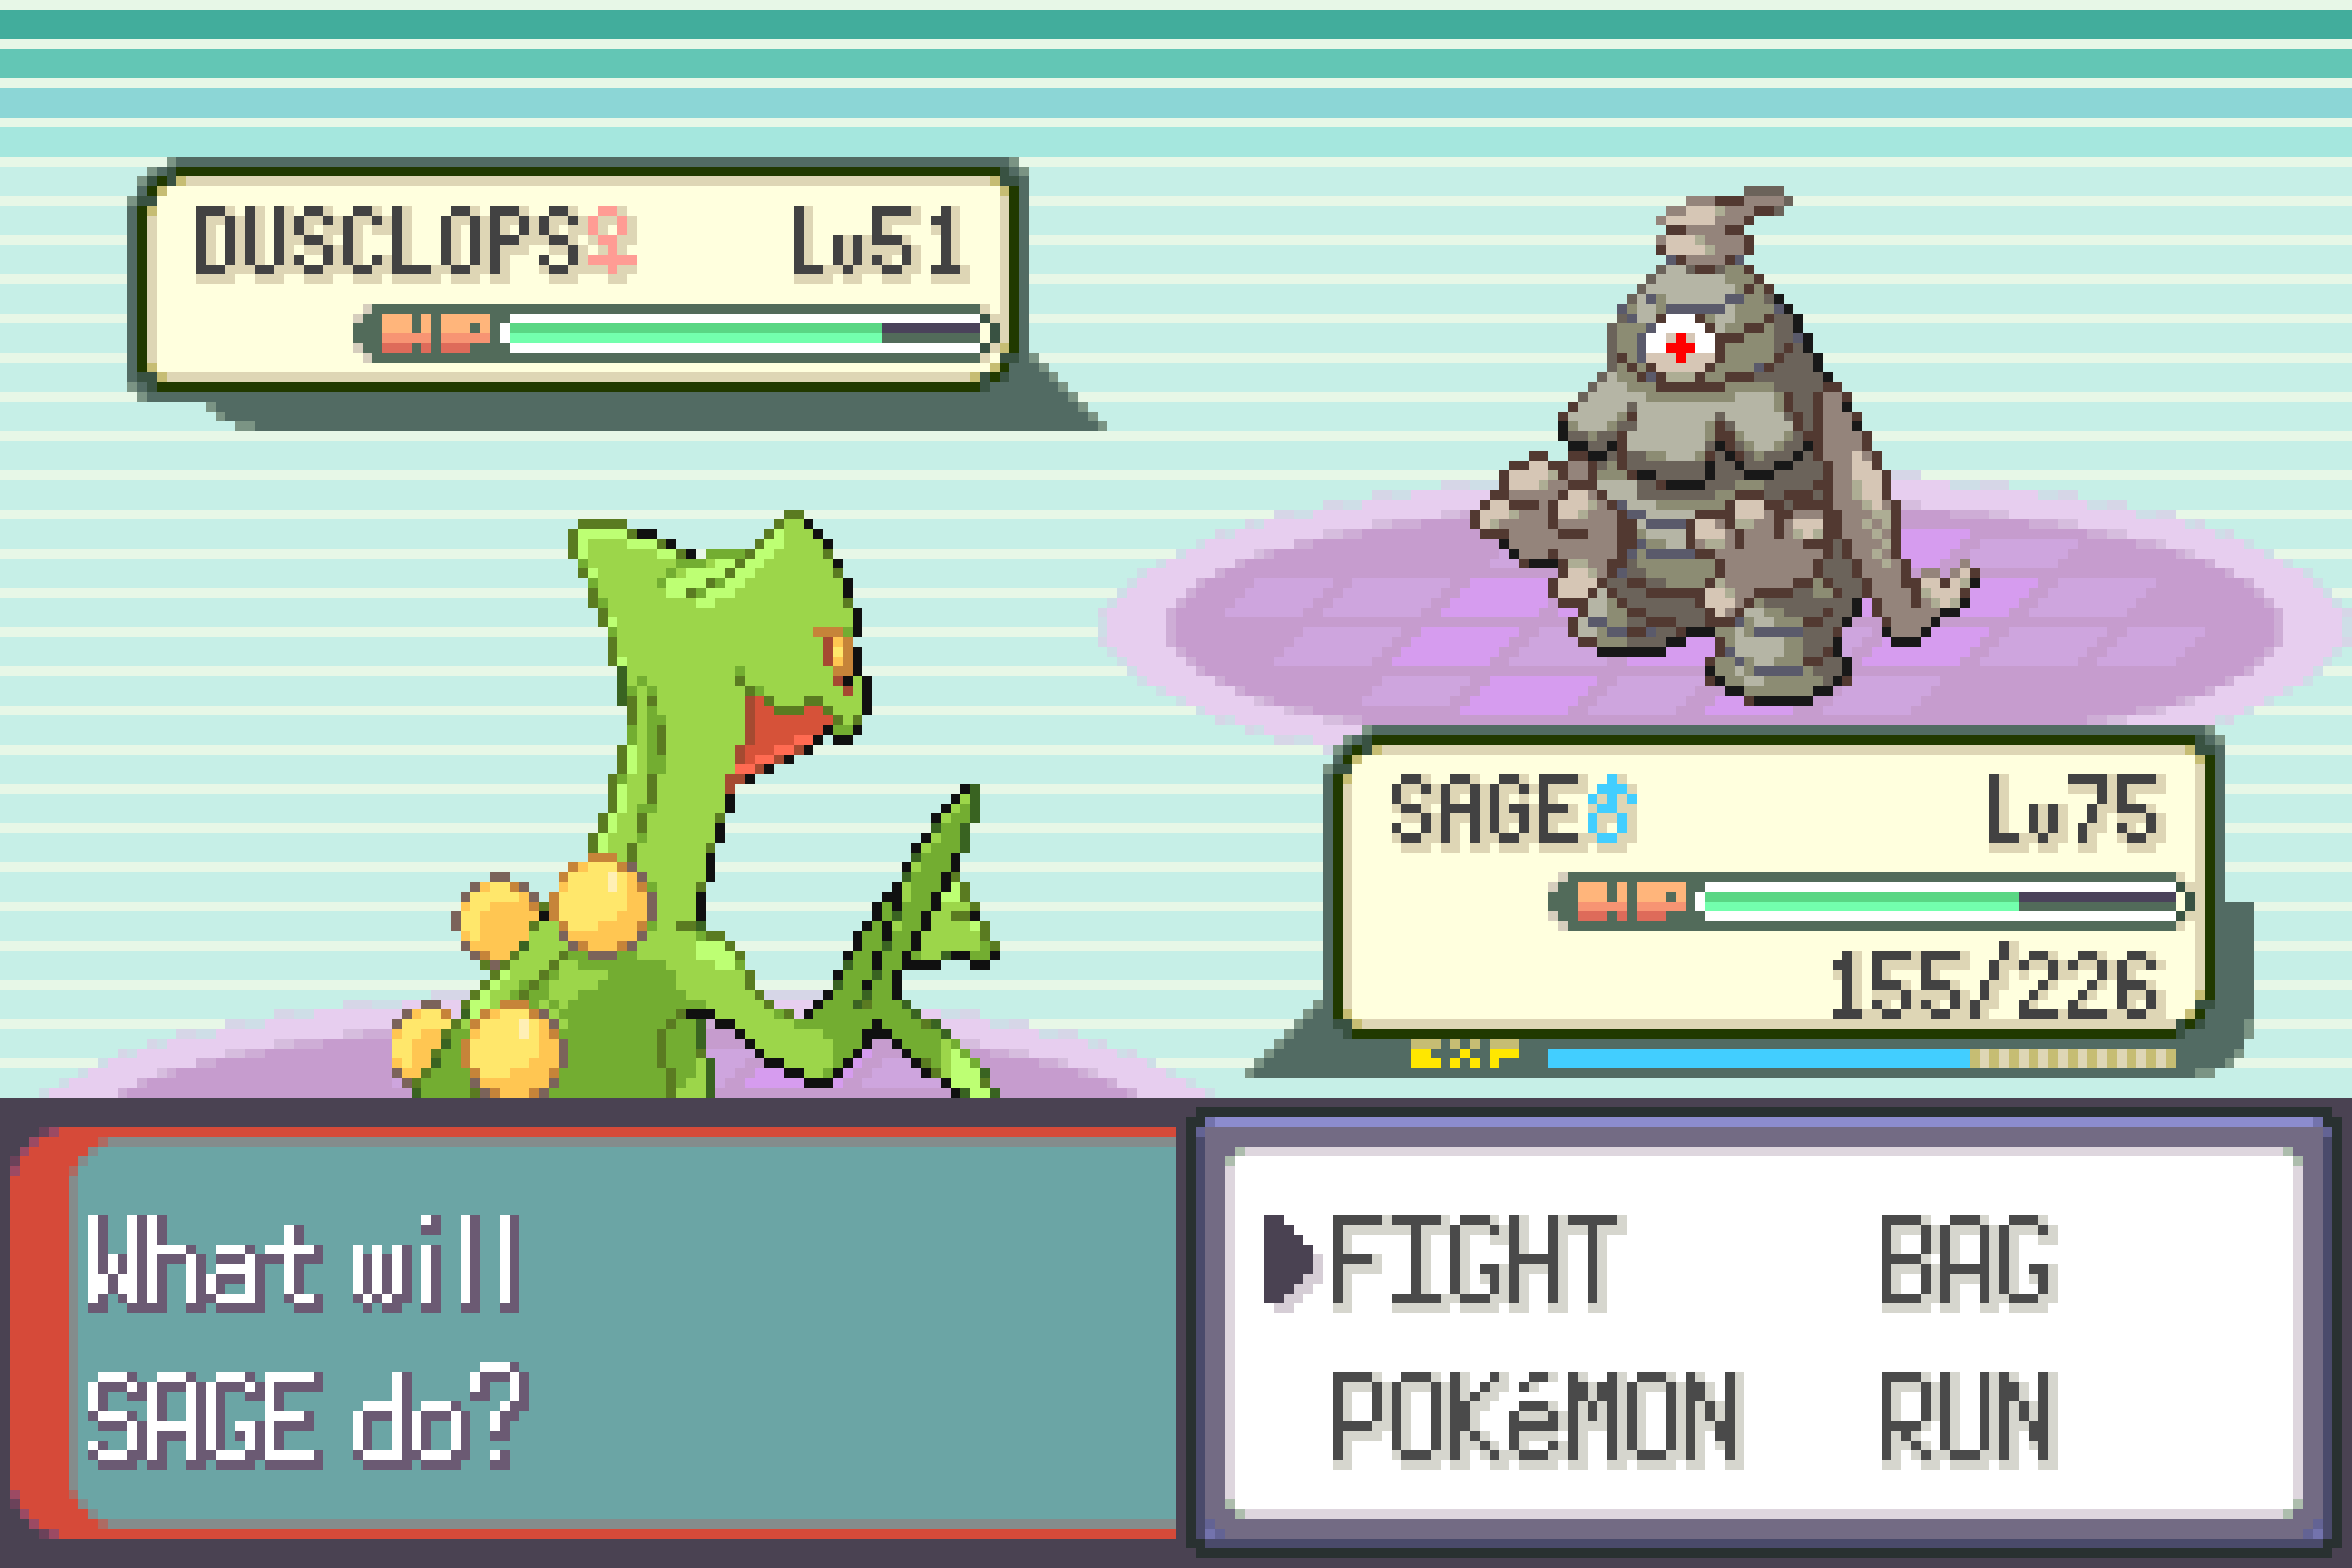 DUSCLOPS♀ Lv51
HP
SAGE♂ Lv75
HP
155/226
EXP
What will
SAGE do?
FIGHT BAG
POKéMON RUN